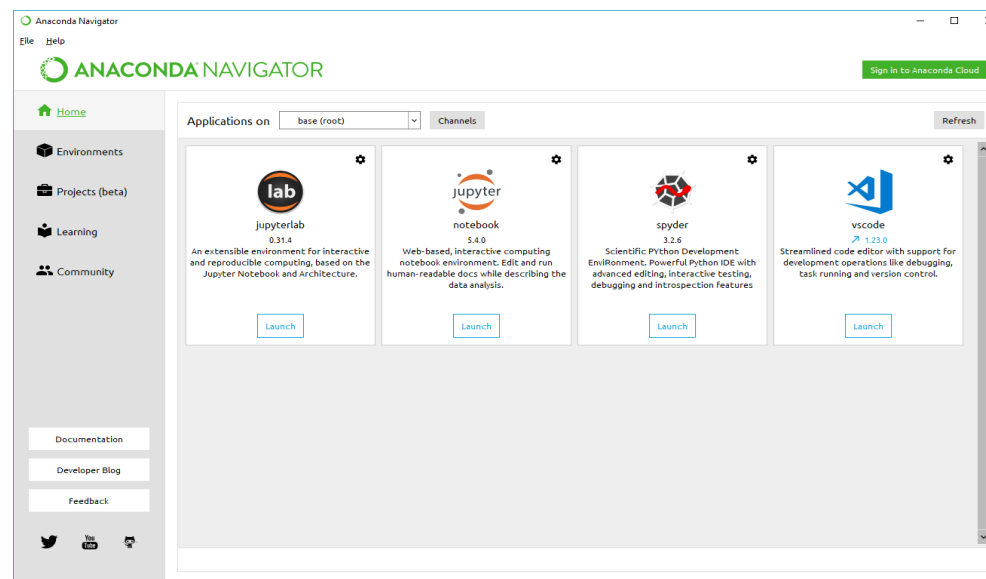 Anaconda Navigator
File Help
ANACONDA NAVIGATOR
Sign in to Anaconda Cloud
Home
Environments
Projects (beta)
Learning
Community
Documentation
Developer Blog
Feedback
You
Tube
Applications on base (root) Channels Refresh
lab
jupyterlab
0.31.4
An extensible environment for interactive
and reproducible computing, based on the
Jupyter Notebook and Architecture.
Launch
jupyter
notebook
5.4.0
Web-based, interactive computing
notebook environment. Edit and run
human-readable docs while describing the
data analysis.
Launch
spyder
3.2.6
Scientific PYthon Development
EnviRonment. Powerful Python IDE with
advanced editing, interactive testing,
debugging and introspection features
Launch
vscode
1.23.0
Streamlined code editor with support for
development operations like debugging,
task running and version control.
Launch